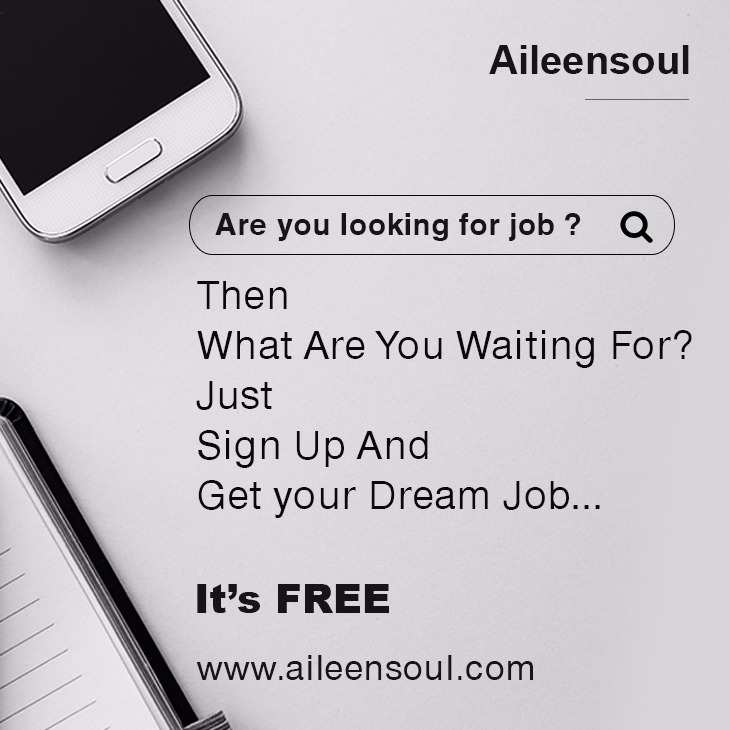 Aileensoul
Are you looking for job ?
Then
What Are You Waiting For?
Just
Sign Up And
Get your Dream Job...
It's FREE
www.aileensoul.com